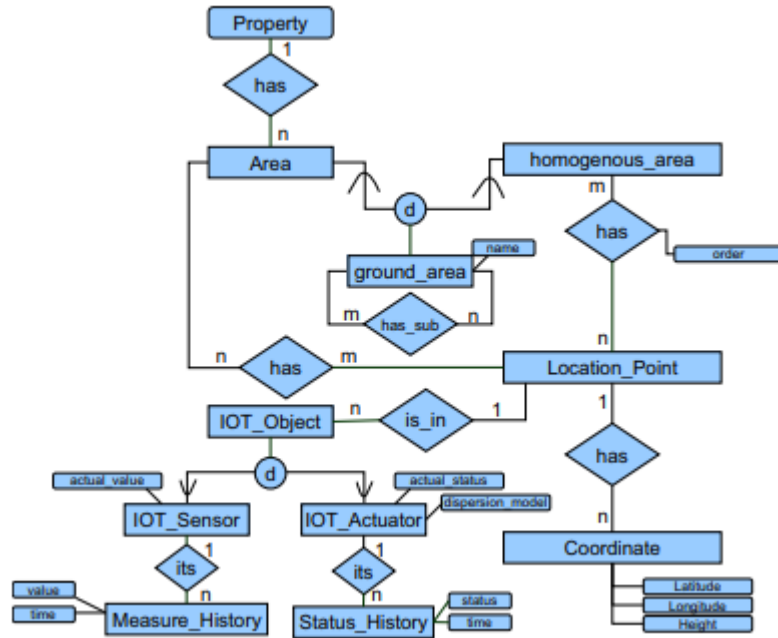 Property
1
has
n
Area
homogenous_area
m
d
has
order
name
ground_area
m
has_sub
n
n
n
has
m
Location_Point
IOT_Object
n
is_in
1
1
d
has
actual_value
actual_status
dispersion_model
IOT_Sensor
IOT_Actuator
n
1
1
Coordinate
its
its
Latitude
value
n
n
status
Longitude
time
Measure_History
Status_History
time
Height